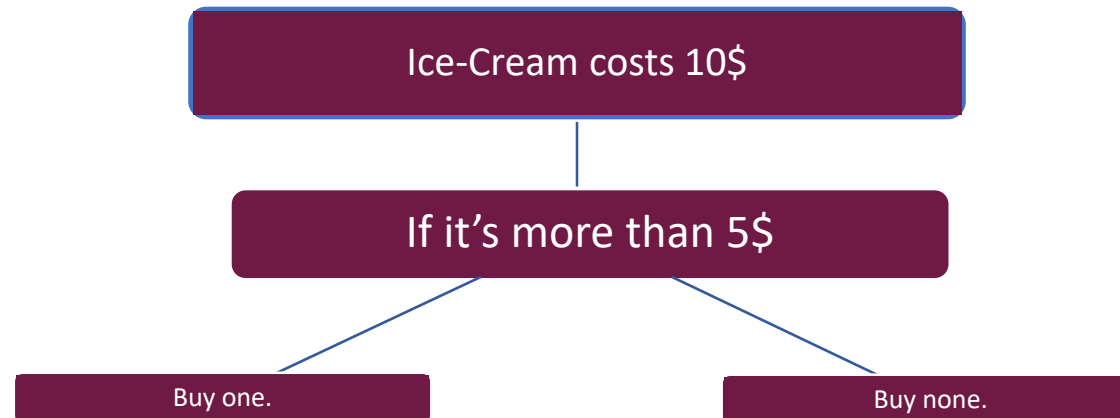 Ice-Cream costs 10$
If it’s more than 5$
Buy one.
Buy none.